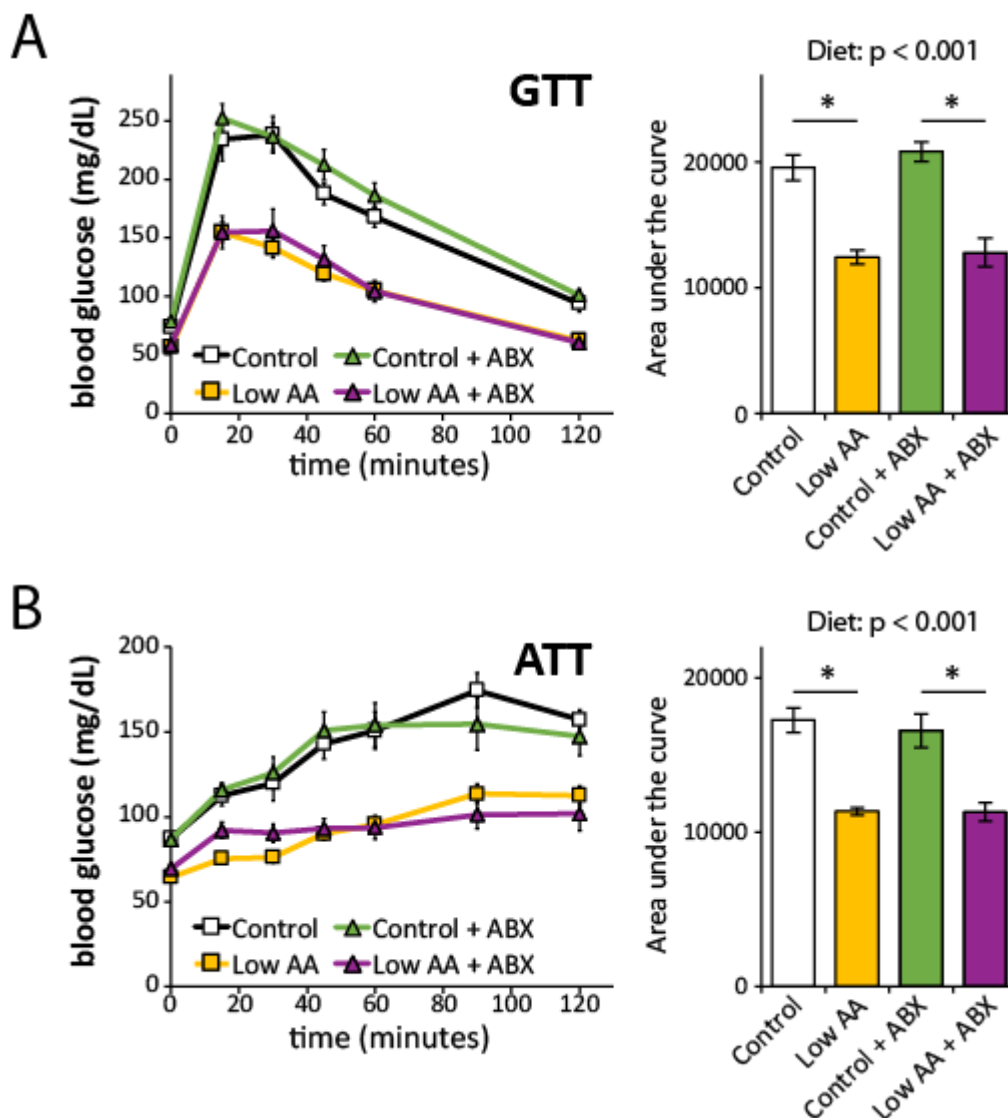 A
GTT
blood glucose (mg/dL)
250
200
150
100
50
0
0 20 40 60 80 100 120
time (minutes)
Control
Control + ABX
Low AA
Low AA + ABX
Diet: p < 0.001
* *
Area under the curve
20000
10000
0
Control
Low AA
Control + ABX
Low AA + ABX
B
ATT
blood glucose (mg/dL)
200
150
100
50
0
0 20 40 60 80 100 120
time (minutes)
Control
Control + ABX
Low AA
Low AA + ABX
Diet: p < 0.001
* *
Area under the curve
20000
10000
0
Control
Low AA
Control + ABX
Low AA + ABX